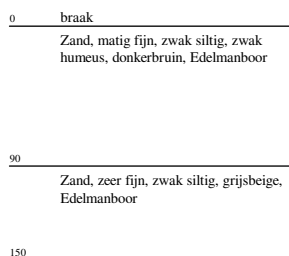 0 braak
Zand, matig fijn, zwak siltig, zwak
humeus, donkerbruin, Edelmanboor
90
Zand, zeer fijn, zwak siltig, grijsbeige,
Edelmanboor
150